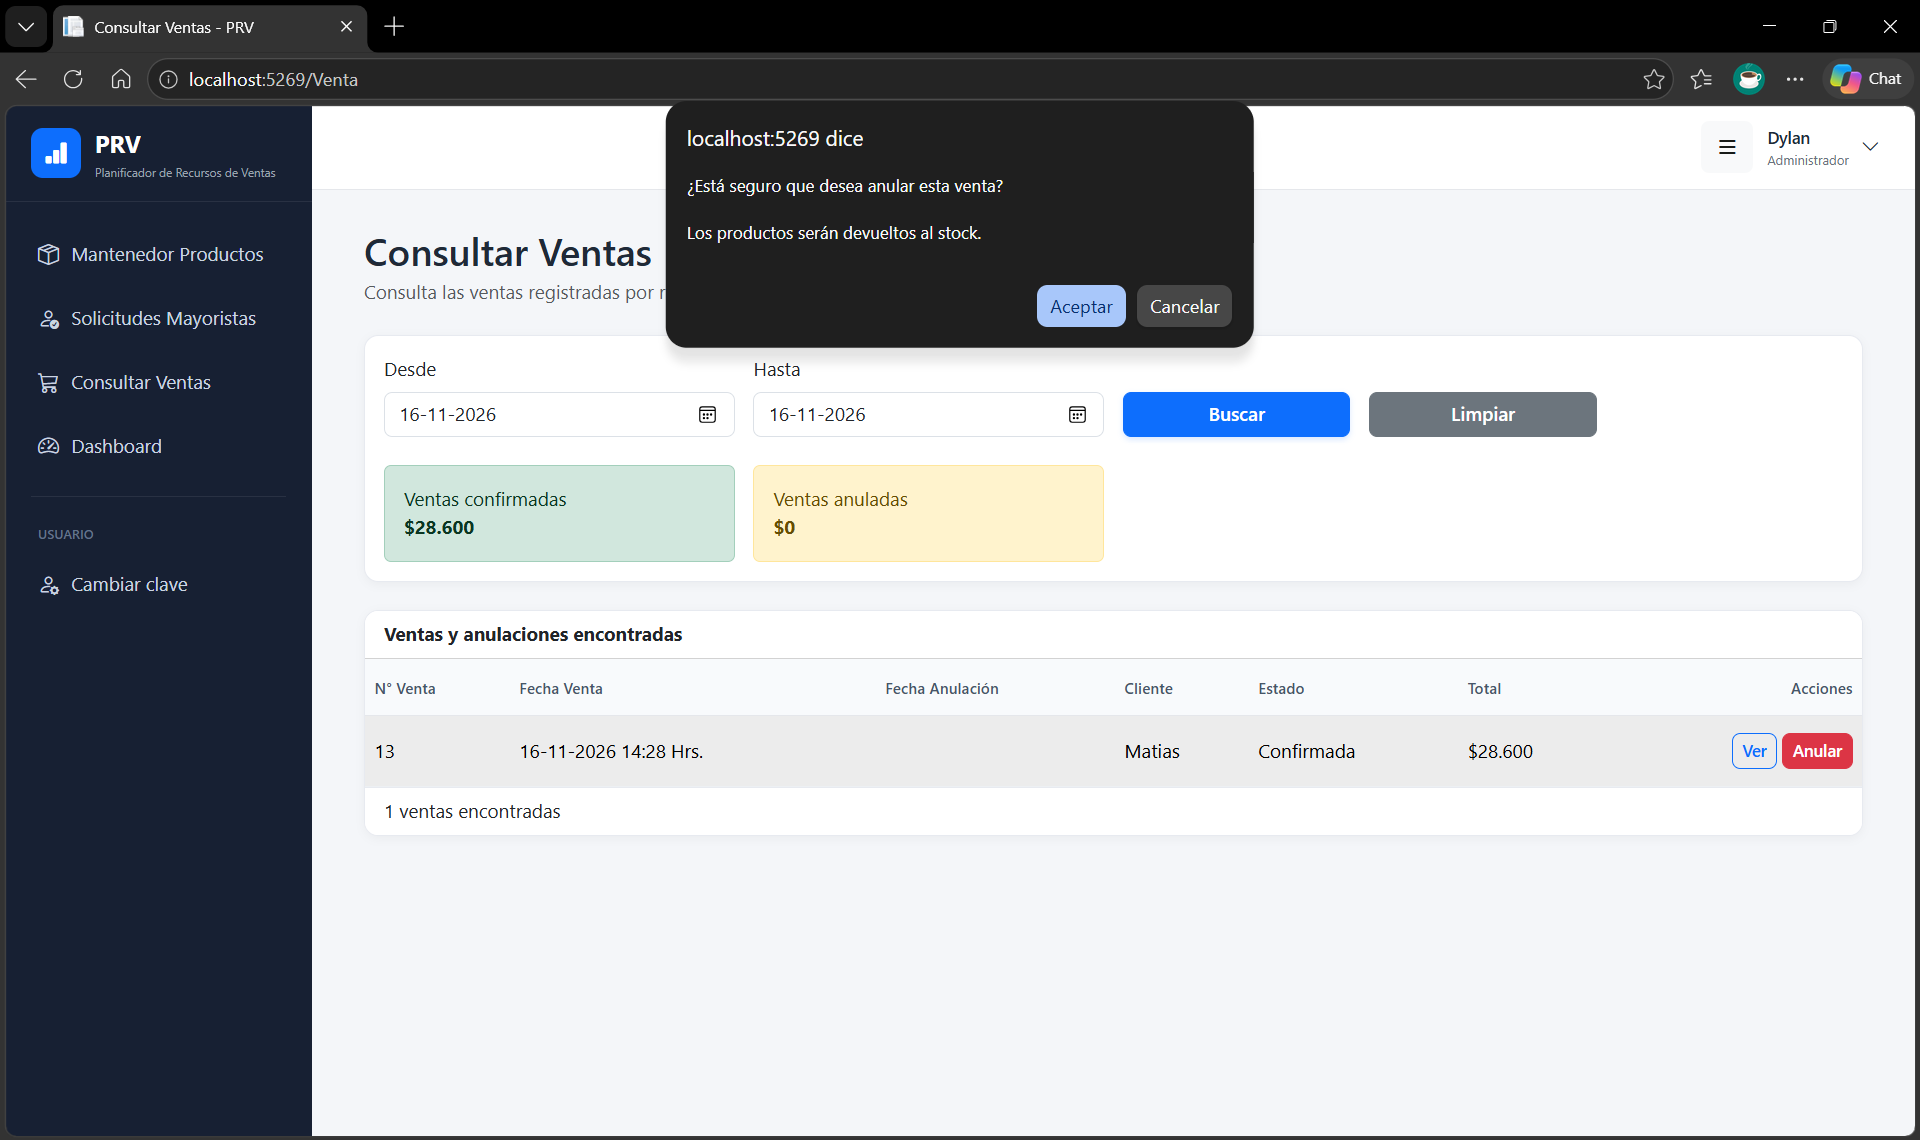 Consultar Ventas - PRV
localhost:5269/Venta
Chat
PRV
Planificador de Recursos de Ventas
Mantenedor Productos
Solicitudes Mayoristas
Consultar Ventas
Dashboard
USUARIO
Cambiar clave
localhost:5269 dice
¿Está seguro que desea anular esta venta?
Los productos serán devueltos al stock.
Aceptar
Cancelar
Dylan
Administrador
Consultar Ventas
Consulta las ventas registradas por
Desde
Hasta
16-11-2026
16-11-2026
Buscar
Limpiar
Ventas confirmadas
$28.600
Ventas anuladas
$0
Ventas y anulaciones encontradas
N° Venta Fecha Venta Fecha Anulación Cliente Estado Total Acciones
13 16-11-2026 14:28 Hrs. Matias Confirmada $28.600 Ver Anular
1 ventas encontradas